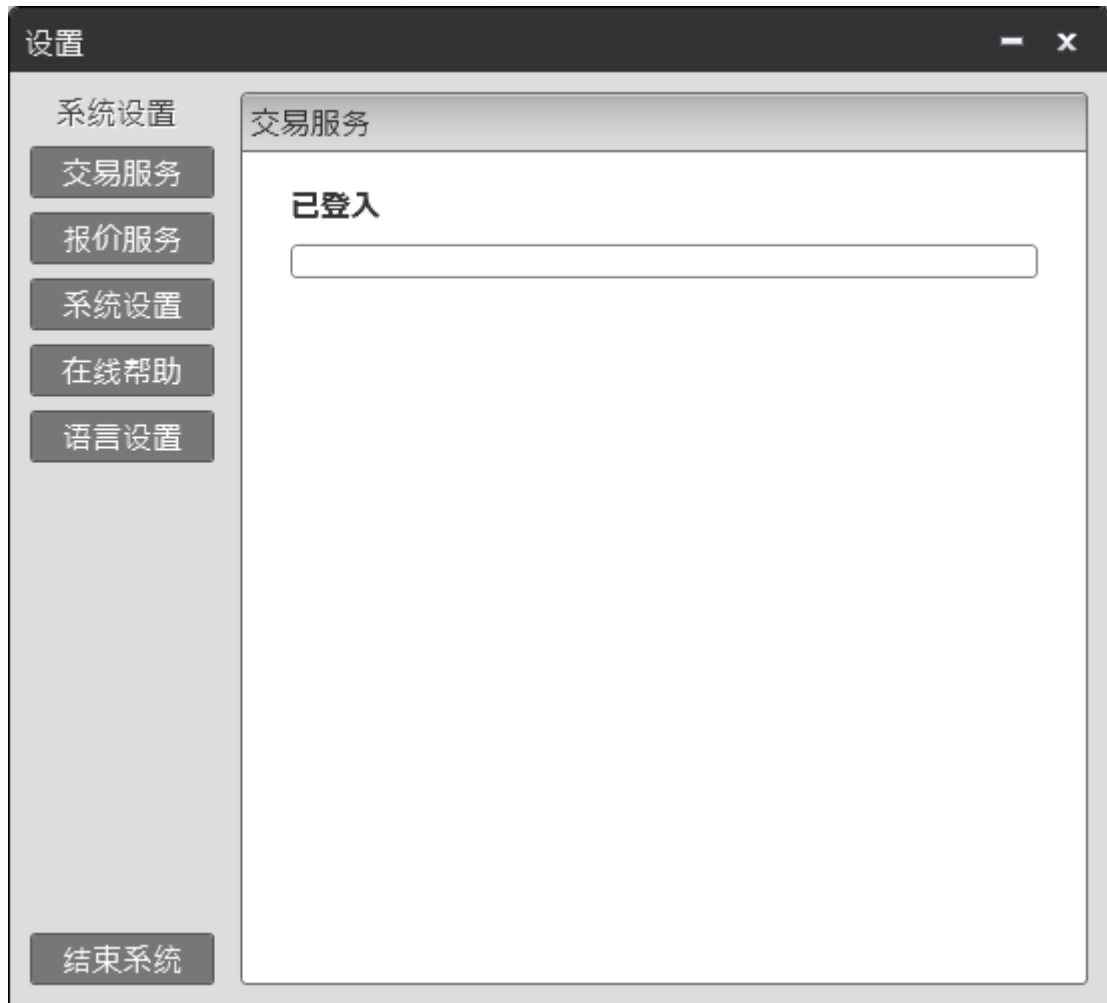 设置
系统设置
交易服务
报价服务
系统设置
在线帮助
语言设置
结束系统
交易服务
已登入